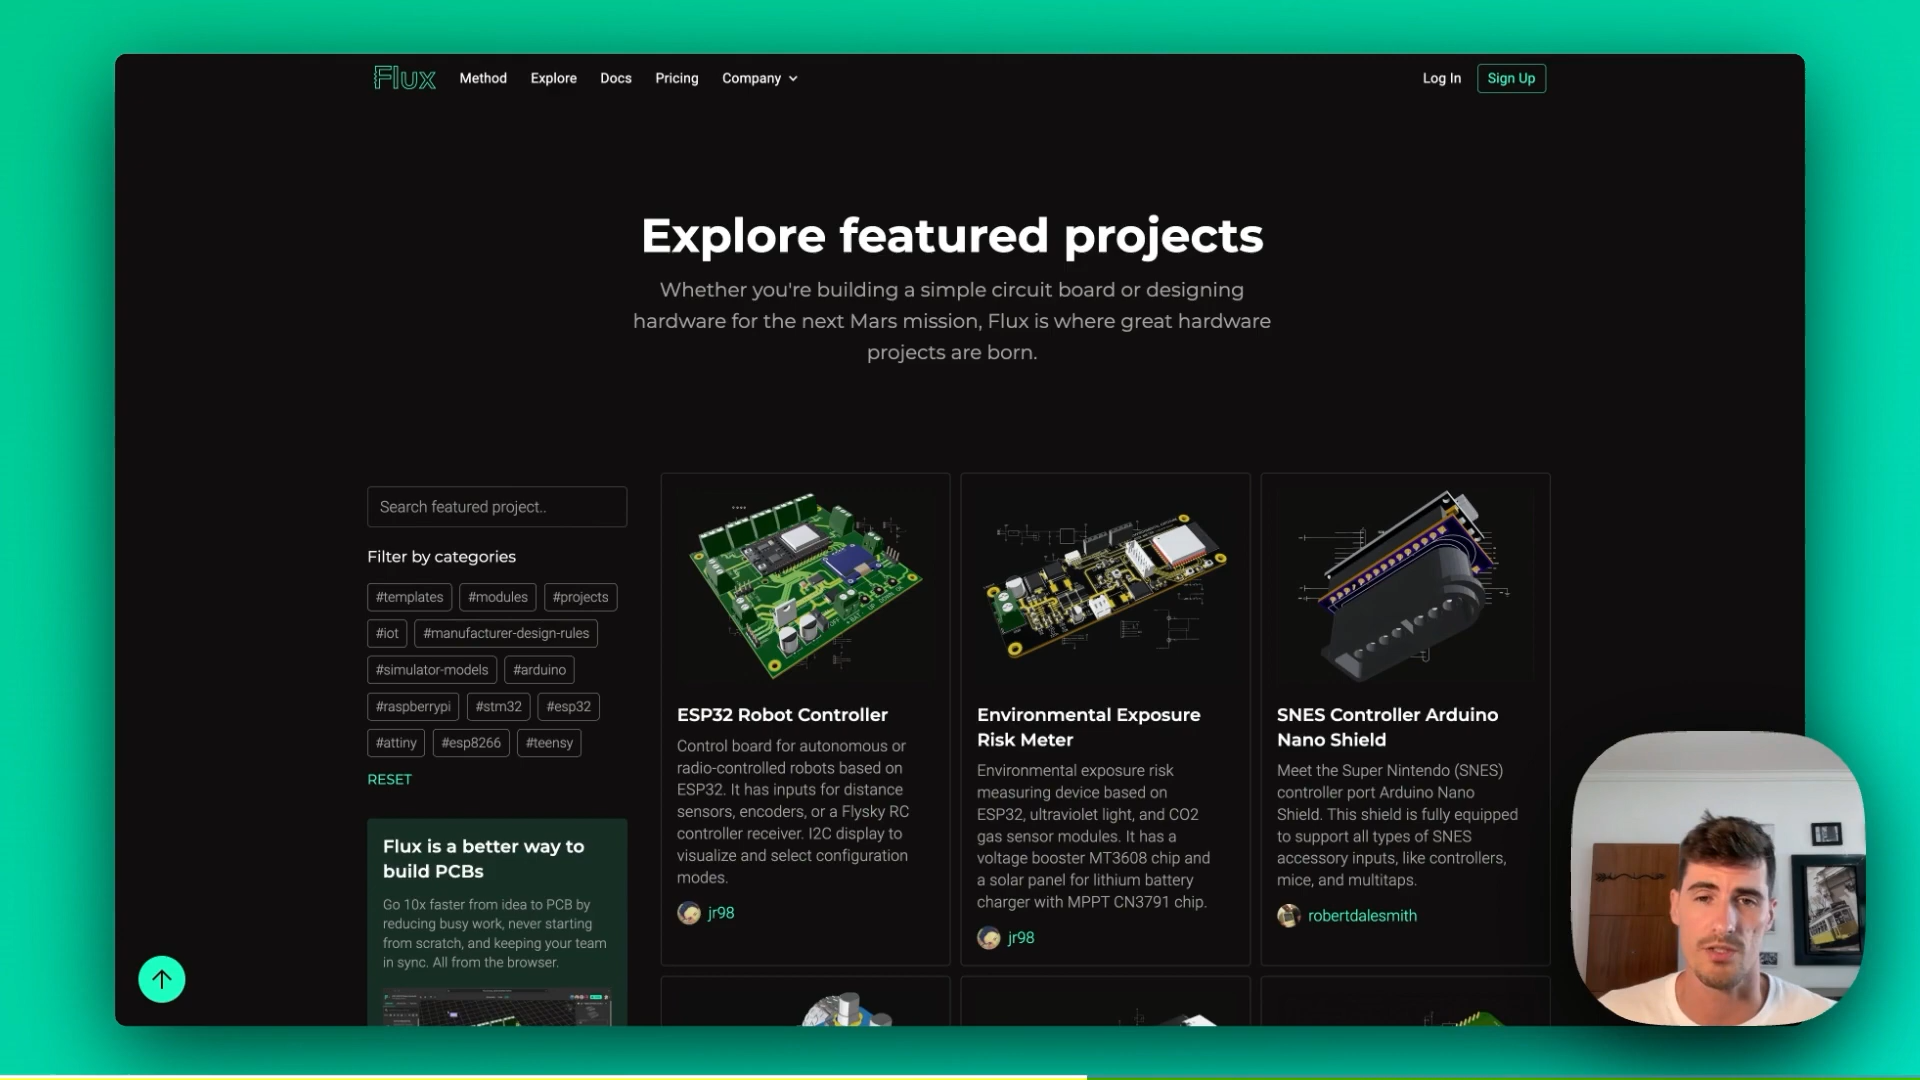 Flux
Method
Explore
Docs
Pricing
Company
Log In
Sign Up
Explore featured projects
Whether you're building a simple circuit board or designing
hardware for the next Mars mission, Flux is where great hardware
projects are born.
Search featured project..
Filter by categories
#templates
#modules
#projects
#iot
#manufacturer-design-rules
#simulator-models
#arduino
#raspberrypi
#stm32
#esp32
#attiny
#esp8266
#teensy
RESET
Flux is a better way to
build PCBs
Go 10x faster from idea to PCB by
reducing busy work, never starting
from scratch, and keeping your team
in sync. All from the browser.
ESP32 Robot Controller
Control board for autonomous or
radio-controlled robots based on
ESP32. It has inputs for distance
sensors, encoders, or a Flysky RC
controller receiver. I2C display to
visualize and select configuration
modes.
jr98
Environmental Exposure
Risk Meter
Environmental exposure risk
measuring device based on
ESP32, ultraviolet light, and CO2
gas sensor modules. It has a
voltage booster MT3608 chip and
a solar panel for lithium battery
charger with MPPT CN3791 chip.
jr98
SNES Controller Arduino
Nano Shield
Meet the Super Nintendo (SNES)
controller port Arduino Nano
Shield. This shield is fully equipped
to support all types of SNES
accessory inputs, like controllers,
mice, and multitaps.
robertdalesmith